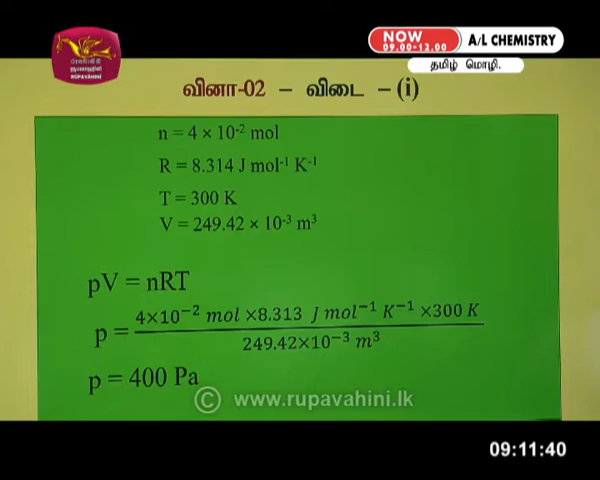 NOW
09.00-12.00
A/L CHEMISTRY
தமிழ் மொழி.
RUPAVAHINI
வினா-02 – விடை – (i)
n = 4 × 10⁻² mol
R = 8.314 J mol⁻¹ K⁻¹
T = 300 K
V = 249.42 × 10⁻³ m³
pV = nRT
p = 4×10⁻² mol ×8.313 J mol⁻¹ K⁻¹ ×300 K
249.42×10⁻³ m³
p = 400 Pa
© www.rupavahini.lk
09:11:40